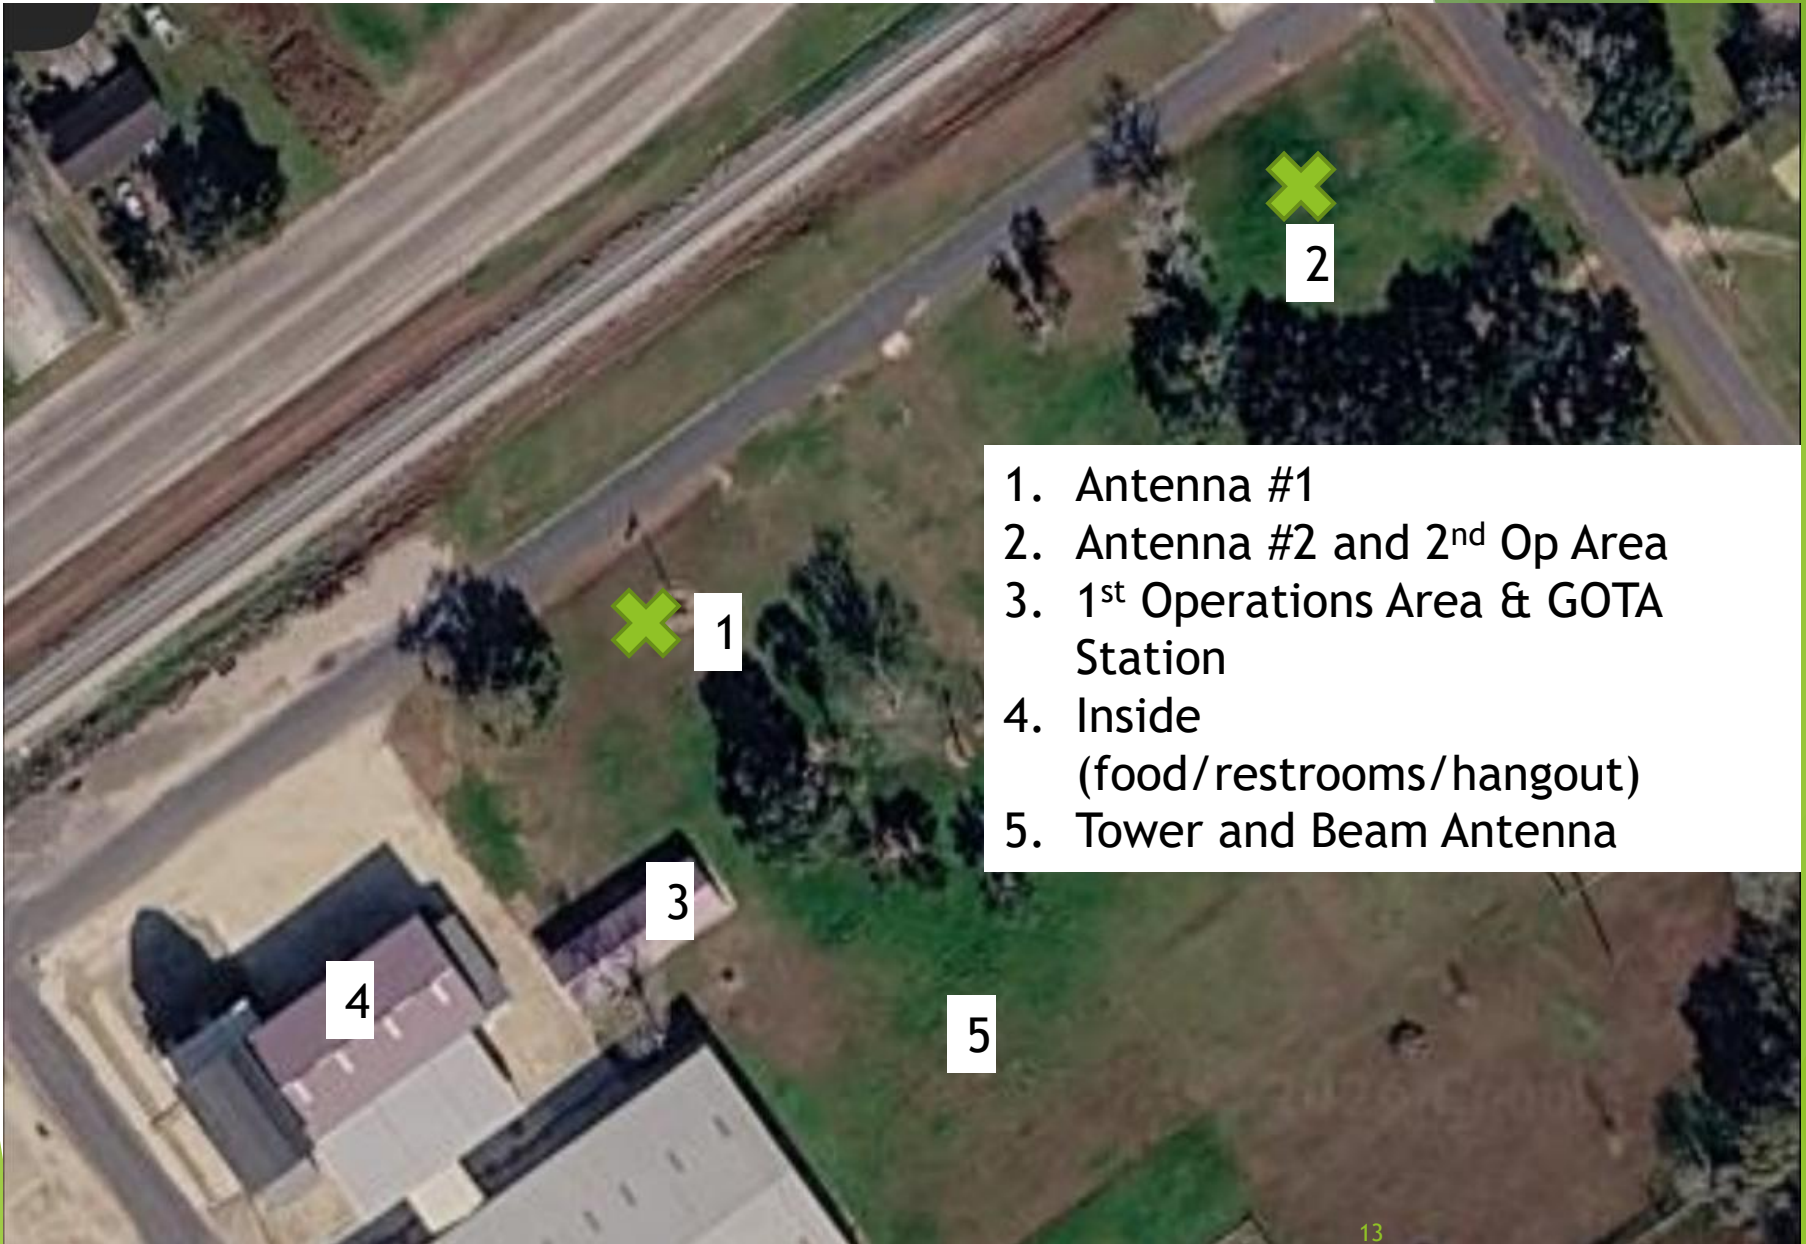 2
1. Antenna #1
2. Antenna #2 and 2nd Op Area
3. 1st Operations Area & GOTA
Station
4. Inside
(food/restrooms/hangout)
5. Tower and Beam Antenna
1
3
4
5
13